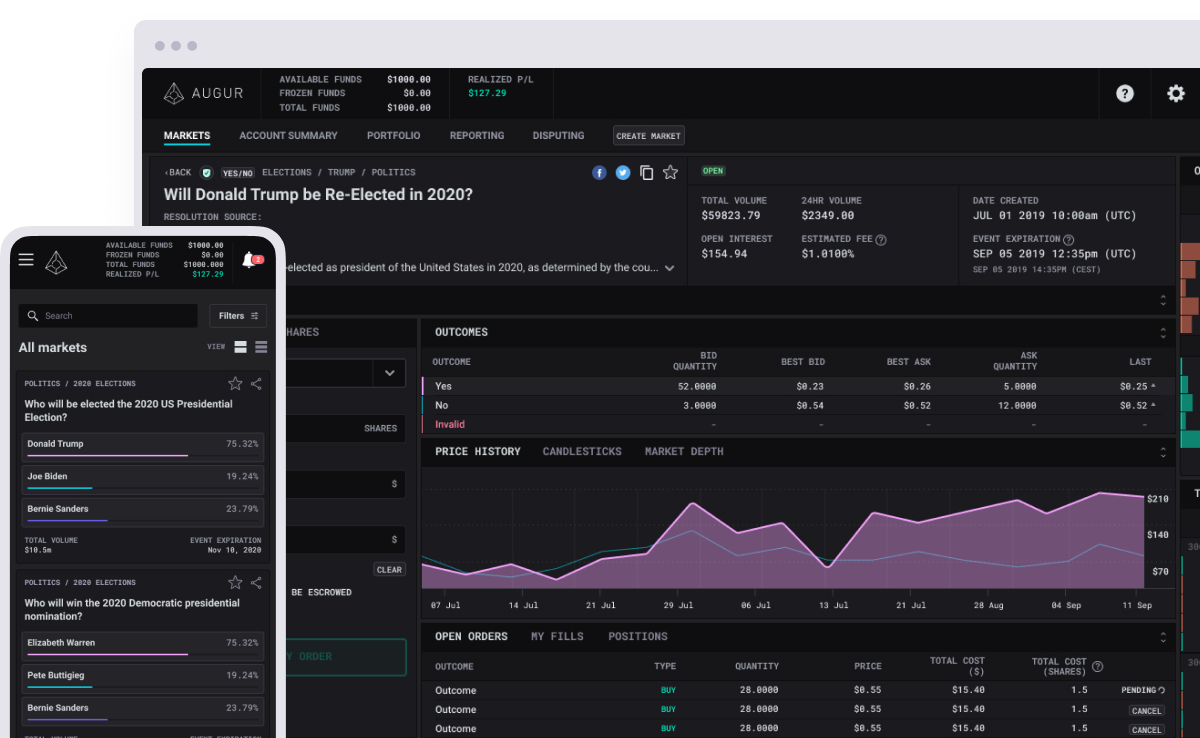 AUGUR
AVAILABLE FUNDS $1000.00
FROZEN FUNDS $0.00
TOTAL FUNDS $1000.00
REALIZED P/L
$127.29
?
MARKETS ACCOUNT SUMMARY PORTFOLIO REPORTING DISPUTING CREATE MARKET
‹BACK YES/NO ELECTIONS / TRUMP / POLITICS
Will Donald Trump be Re-Elected in 2020?
RESOLUTION SOURCE:
-elected as president of the United States in 2020, as determined by the cou...
OPEN
TOTAL VOLUME 24HR VOLUME
$59823.79 $2349.00
OPEN INTEREST ESTIMATED FEE ?
$154.94 $1.0100%
DATE CREATED
JUL 01 2019 10:00am (UTC)
EVENT EXPIRATION ?
SEP 05 2019 12:35pm (UTC)
SEP 05 2019 14:35PM (CEST)
HARES
SHARES
$
$
CLEAR
BE ESCROWED
Y ORDER
OUTCOMES
OUTCOME BID QUANTITY BEST BID BEST ASK ASK QUANTITY LAST
Yes 52.0000 $0.23 $0.26 5.0000 $0.25
No 3.0000 $0.54 $0.52 12.0000 $0.52
Invalid - - - - -
PRICE HISTORY CANDLESTICKS MARKET DEPTH
$210
$140
$70
07 Jul 14 Jul 21 Jul 29 Jul 06 Jul 13 Jul 21 Jul 28 Aug 04 Sep 11 Sep
OPEN ORDERS MY FILLS POSITIONS
OUTCOME TYPE QUANTITY PRICE TOTAL COST ($) TOTAL COST (SHARES) ?
Outcome BUY 28.0000 $0.55 $15.40 1.5 PENDING
Outcome BUY 28.0000 $0.55 $15.40 1.5 CANCEL
Outcome BUY 28.0000 $0.55 $15.40 1.5 CANCEL
AVAILABLE FUNDS $1000.00
FROZEN FUNDS $0.00
TOTAL FUNDS $1000.000
REALIZED P/L $127.29
2
Search Filters
All markets VIEW
POLITICS / 2020 ELECTIONS
Who will be elected the 2020 US Presidential
Election?
Donald Trump 75.32%
Joe Biden 19.24%
Bernie Sanders 23.79%
TOTAL VOLUME EVENT EXPIRATION
$10.5m Nov 10, 2020
POLITICS / 2020 ELECTIONS
Who will win the 2020 Democratic presidential
nomination?
Elizabeth Warren 75.32%
Pete Buttigieg 19.24%
Bernie Sanders 23.79%